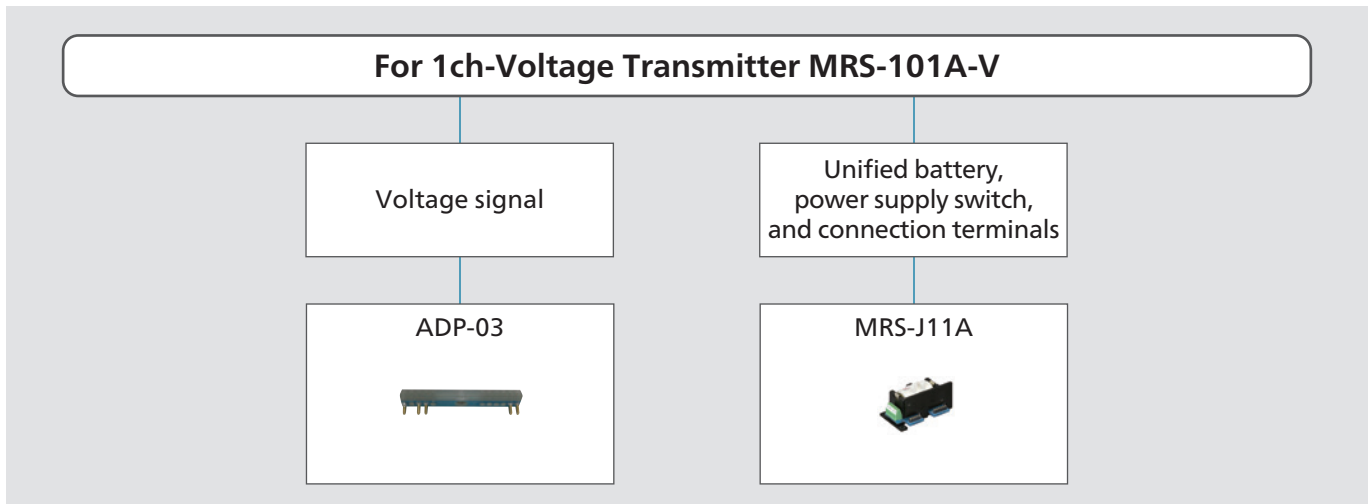 For 1ch-Voltage Transmitter MRS-101A-V
Voltage signal
Unified battery,
power supply switch,
and connection terminals
ADP-03
MRS-J11A